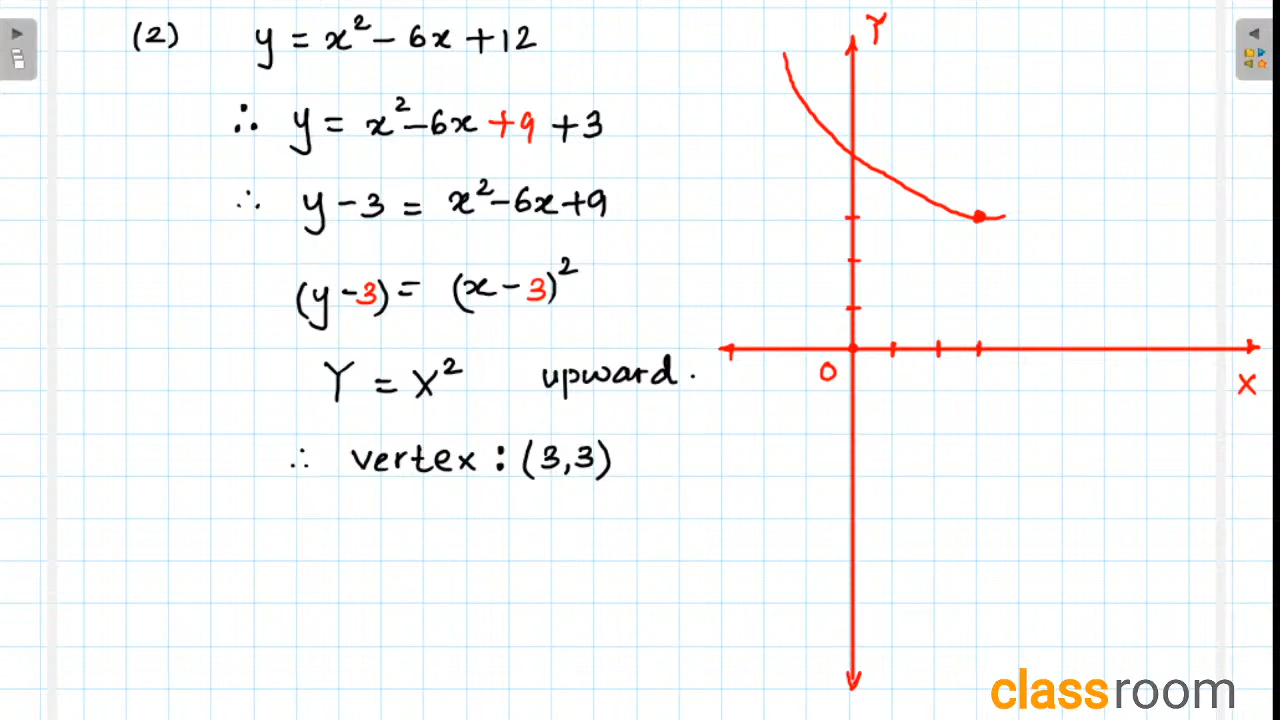 (2) y = x² - 6x + 12
∴ y = x² - 6x + 9 + 3
∴ y - 3 = x² - 6x + 9
(y - 3) = (x - 3)²
Y = X² upward.
∴ vertex : (3,3)
Y
O
X
classroom